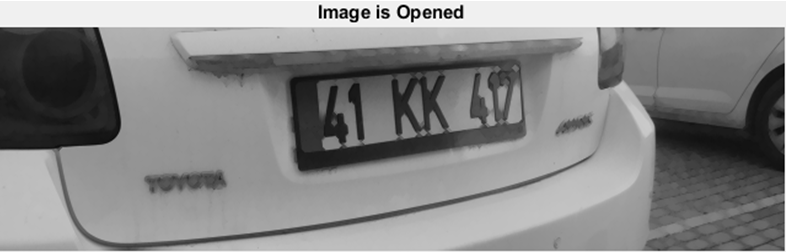 Image is Opened
41 KK 417
TOYOTA